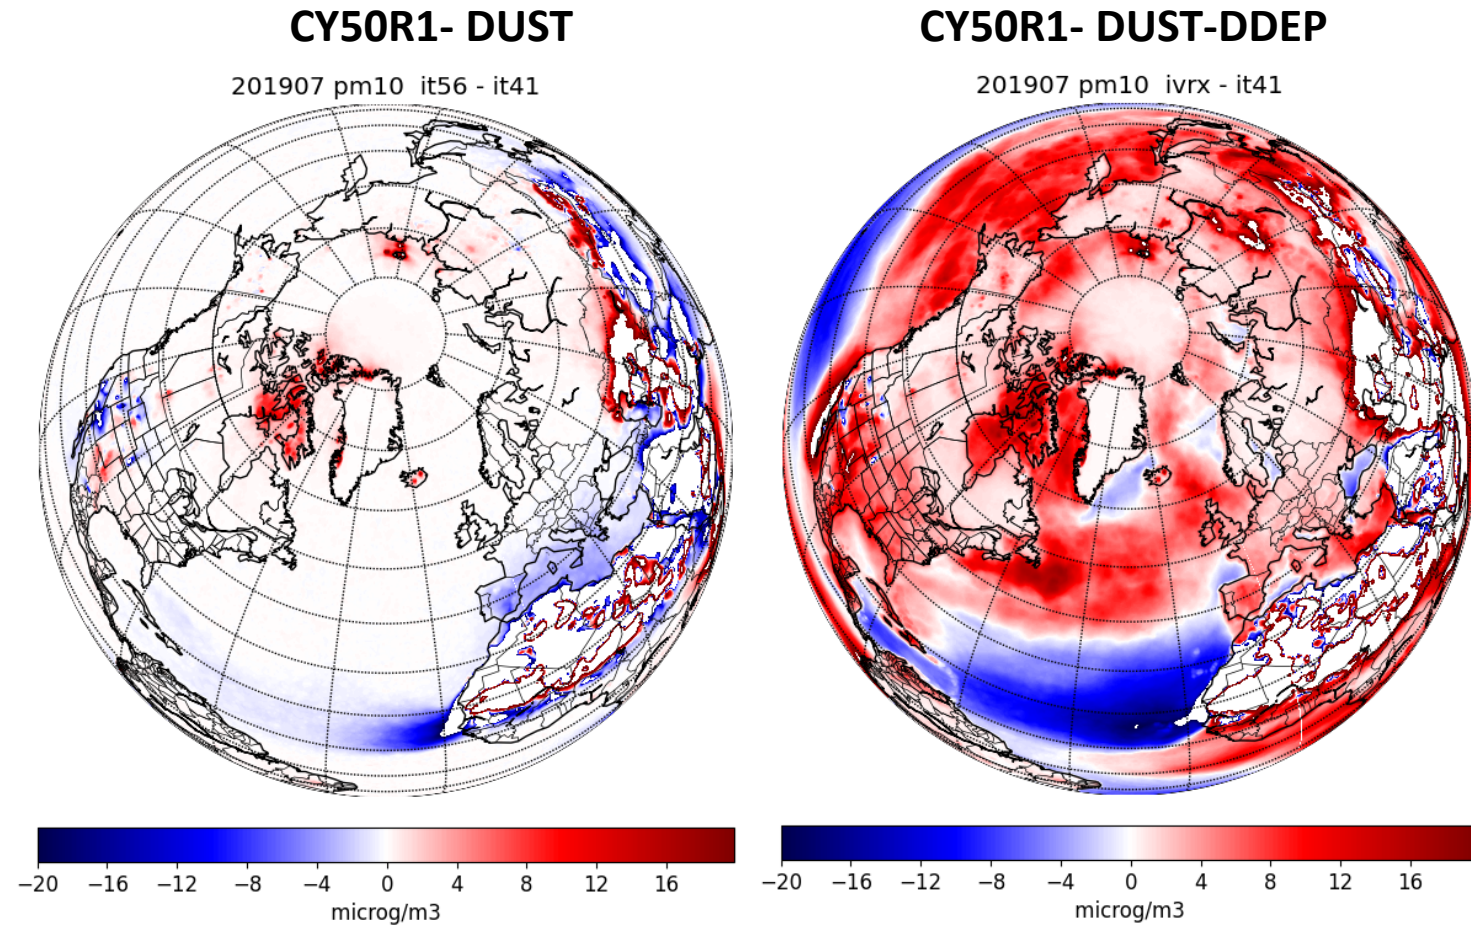 CY50R1- DUST
CY50R1- DUST-DDEP
201907 pm10  it56 - it41
201907 pm10  ivrx - it41
−20 −16 −12 −8 −4 0 4 8 12 16
microg/m3
−20 −16 −12 −8 −4 0 4 8 12 16
microg/m3